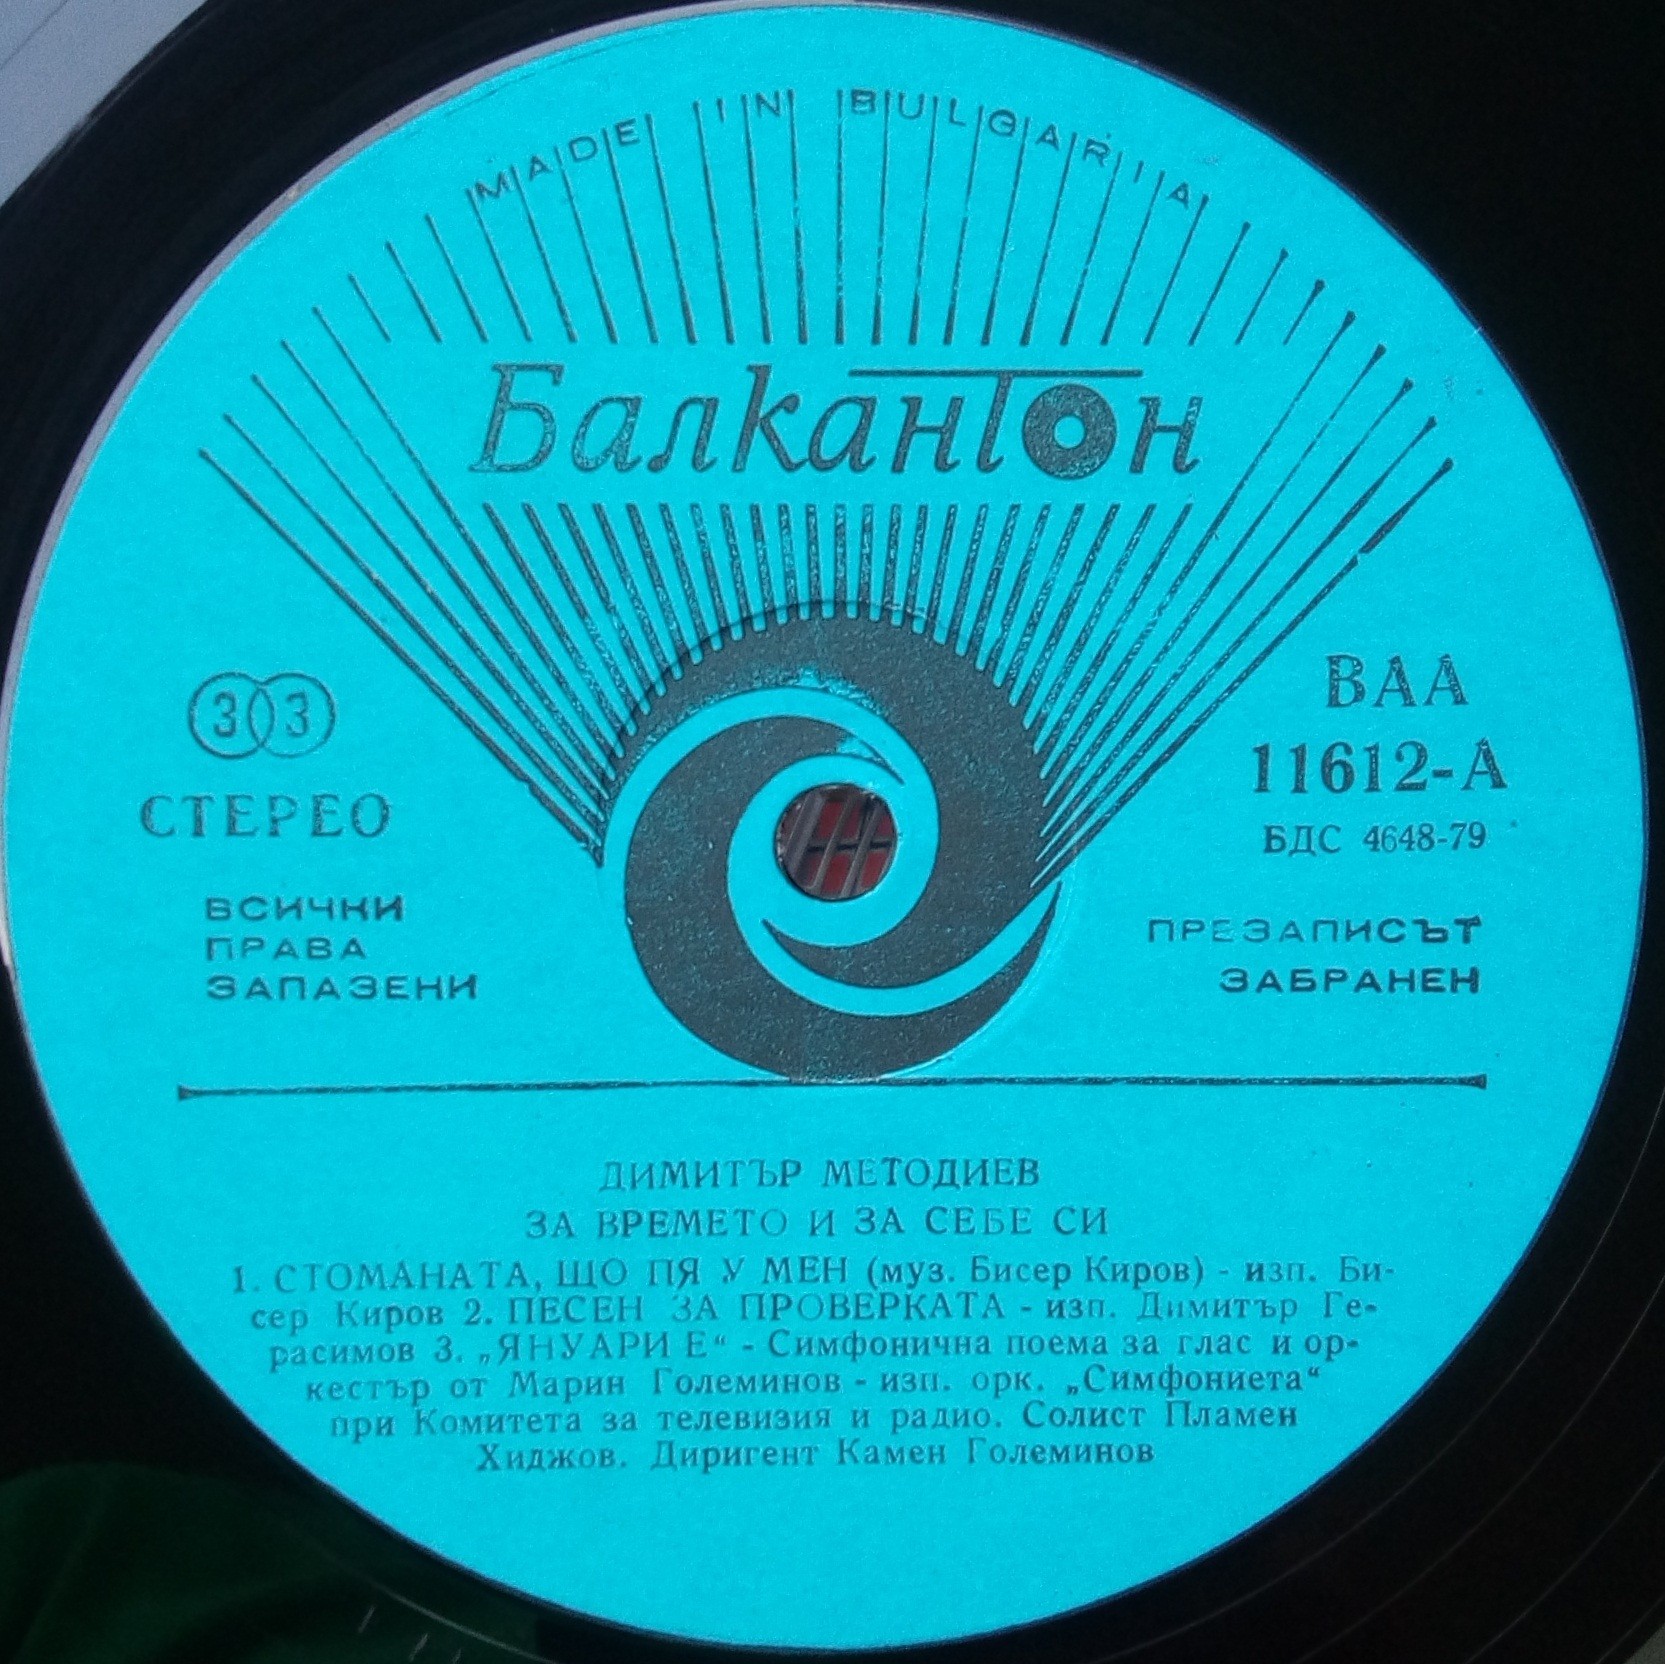 MADE IN BULGARIA
Балкантон
33
СТЕРЕО
ВСИЧКИ
ПРАВА
ЗАПАЗЕНИ
ВАА
11612-А
БДС 4648-79
ПРЕЗАПИСЪТ
ЗАБРАНЕН
ДИМИТЪР МЕТОДИЕВ
ЗА ВРЕМЕТО И ЗА СЕБЕ СИ
1. СТОМАНАТА, ЩО ПЯ У МЕН (муз. Бисер Киров) - изп. Би-
сер Киров 2. ПЕСЕН ЗА ПРОВЕРКАТА - изп. Димитър Ге-
расимов 3. „ЯНУАРИ Е“ - Симфонична поема за глас и ор-
кестър от Марин Големинов - изп. орк. „Симфониета“
при Комитета за телевизия и радио. Солист Пламен
Хиджов. Диригент Камен Големинов